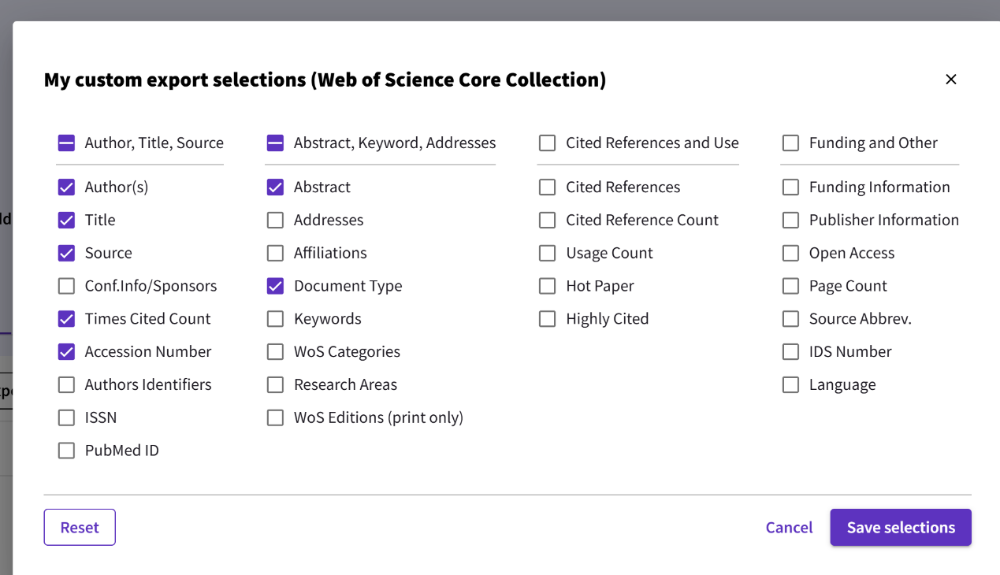 My custom export selections (Web of Science Core Collection)
Author, Title, Source
Author(s)
Title
Source
Conf.Info/Sponsors
Times Cited Count
Accession Number
Authors Identifiers
ISSN
PubMed ID
Abstract, Keyword, Addresses
Abstract
Addresses
Affiliations
Document Type
Keywords
WoS Categories
Research Areas
WoS Editions (print only)
Cited References and Use
Cited References
Cited Reference Count
Usage Count
Hot Paper
Highly Cited
Funding and Other
Funding Information
Publisher Information
Open Access
Page Count
Source Abbrev.
IDS Number
Language
Reset
Cancel
Save selections